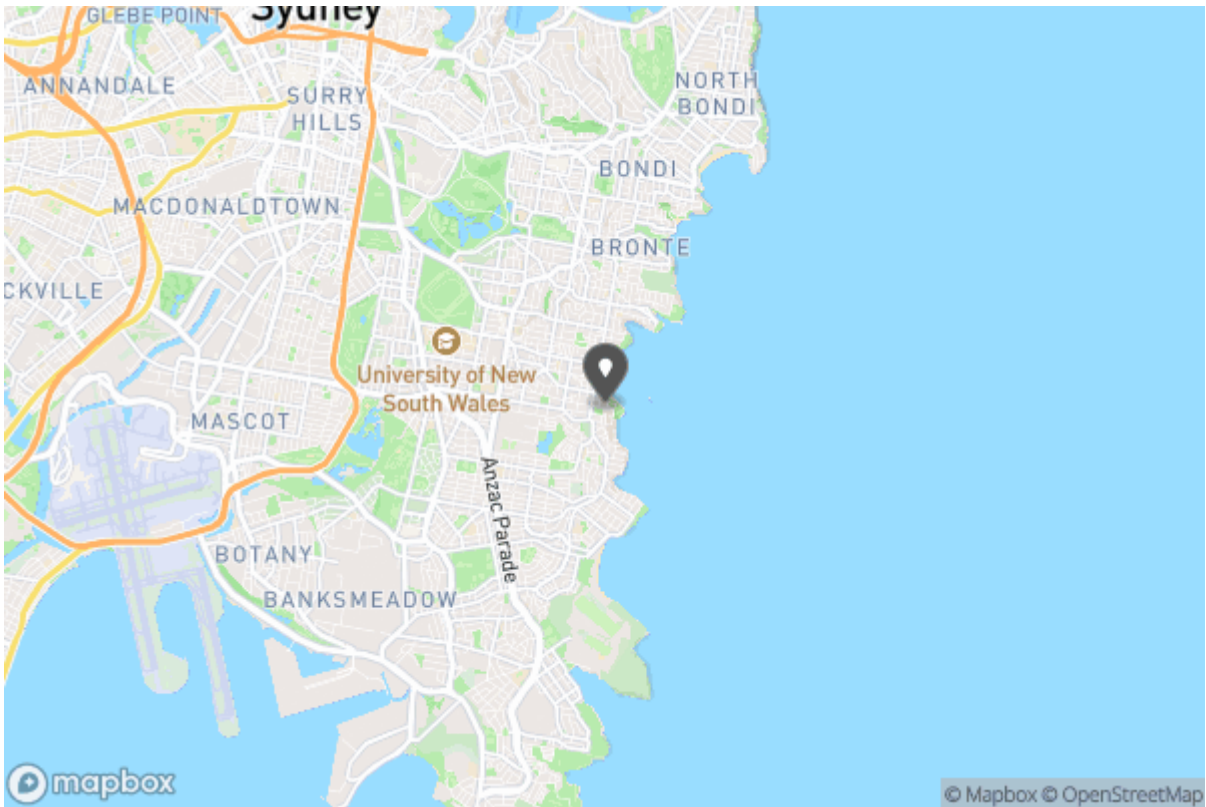 GLEBE POINT
Sydney
ANNANDALE
SURRY
HILLS
NORTH
BONDI
BONDI
MACDONALDTOWN
BRONTE
CKVILLE
University of New
South Wales
MASCOT
Anzac Parade
BOTANY
BANKSMEADOW
mapbox
© Mapbox © OpenStreetMap